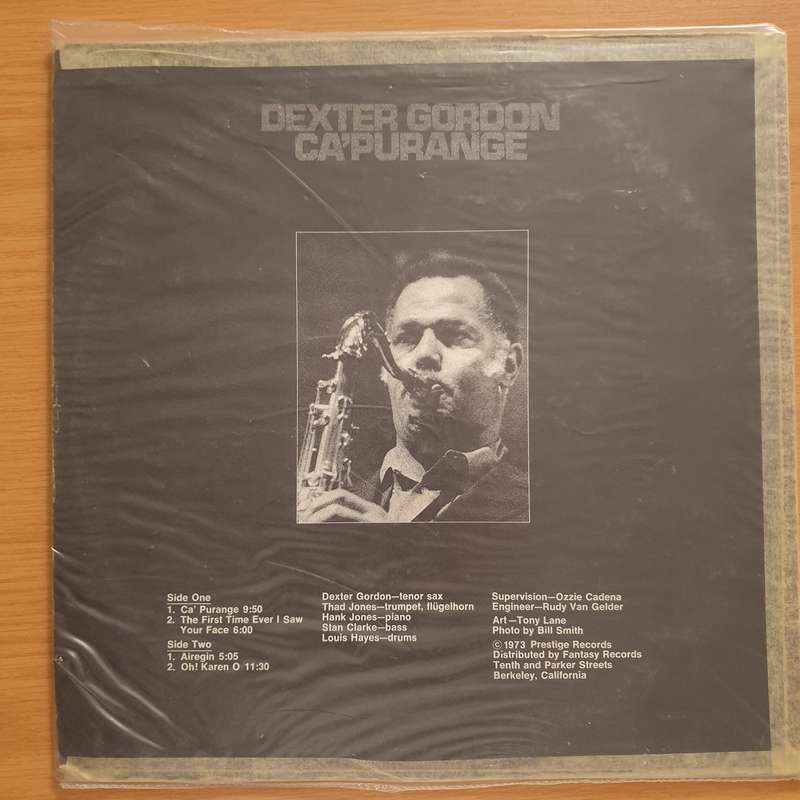 DEXTER GORDON
CA'PURANGE
Side One
1. Ca' Purange 9:50
2. The First Time Ever I Saw
Your Face 6:00
Side Two
1. Airegin 5:05
2. Oh! Karen O 11:30
Dexter Gordon—tenor sax
Thad Jones—trumpet, flügelhorn
Hank Jones—piano
Stan Clarke—bass
Louis Hayes—drums
Supervision—Ozzie Cadena
Engineer—Rudy Van Gelder
Art—Tony Lane
Photo by Bill Smith
©1973 Prestige Records
Distributed by Fantasy Records
Tenth and Parker Streets
Berkeley, California